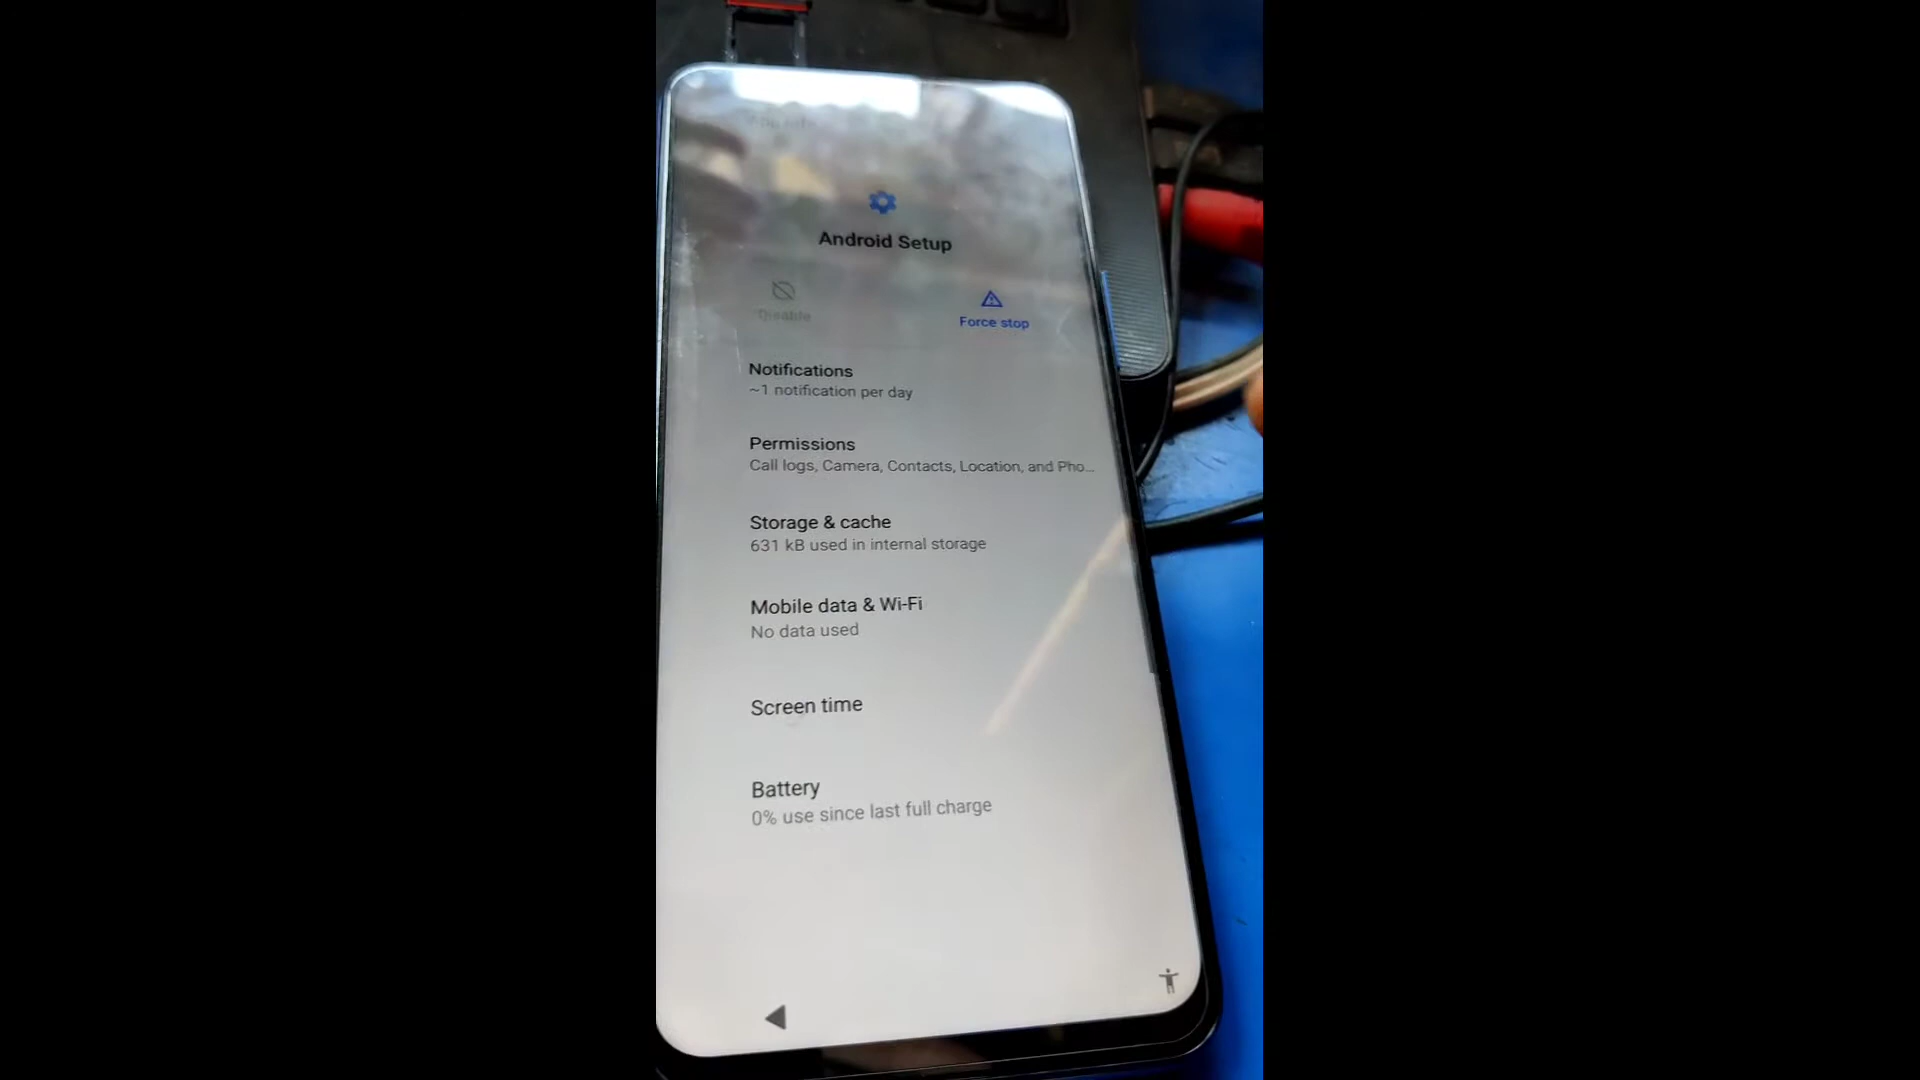 Android Setup
Disable
Force stop
Notifications
~1 notification per day
Permissions
Call logs, Camera, Contacts, Location, and Pho...
Storage & cache
631 kB used in internal storage
Mobile data & Wi-Fi
No data used
Screen time
Battery
0% use since last full charge